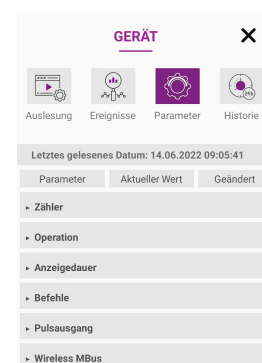 GERÄT
Auslesung Ereignisse Parameter Historie
Letztes gelesenes Datum: 14.06.2022 09:05:41
Parameter Aktueller Wert Geändert
Zähler
Operation
Anzeigedauer
Befehle
Pulsausgang
Wireless MBus